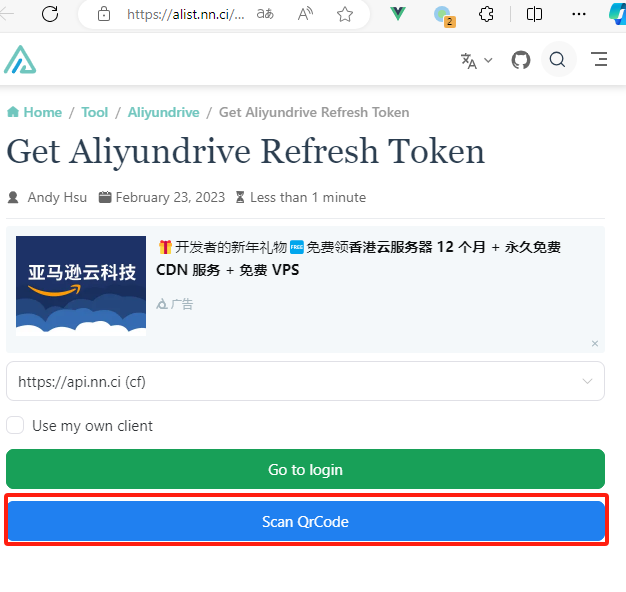 https://alist.nn.ci/...
aあ
A
2
文A
Home / Tool / Aliyundrive / Get Aliyundrive Refresh Token
Get Aliyundrive Refresh Token
Andy Hsu February 23, 2023 Less than 1 minute
亚马逊云科技
开发者的新年礼物 FREE 免费领香港云服务器 12 个月 + 永久免费
CDN 服务 + 免费 VPS
广告
×
https://api.nn.ci (cf)
Use my own client
Go to login
Scan QrCode